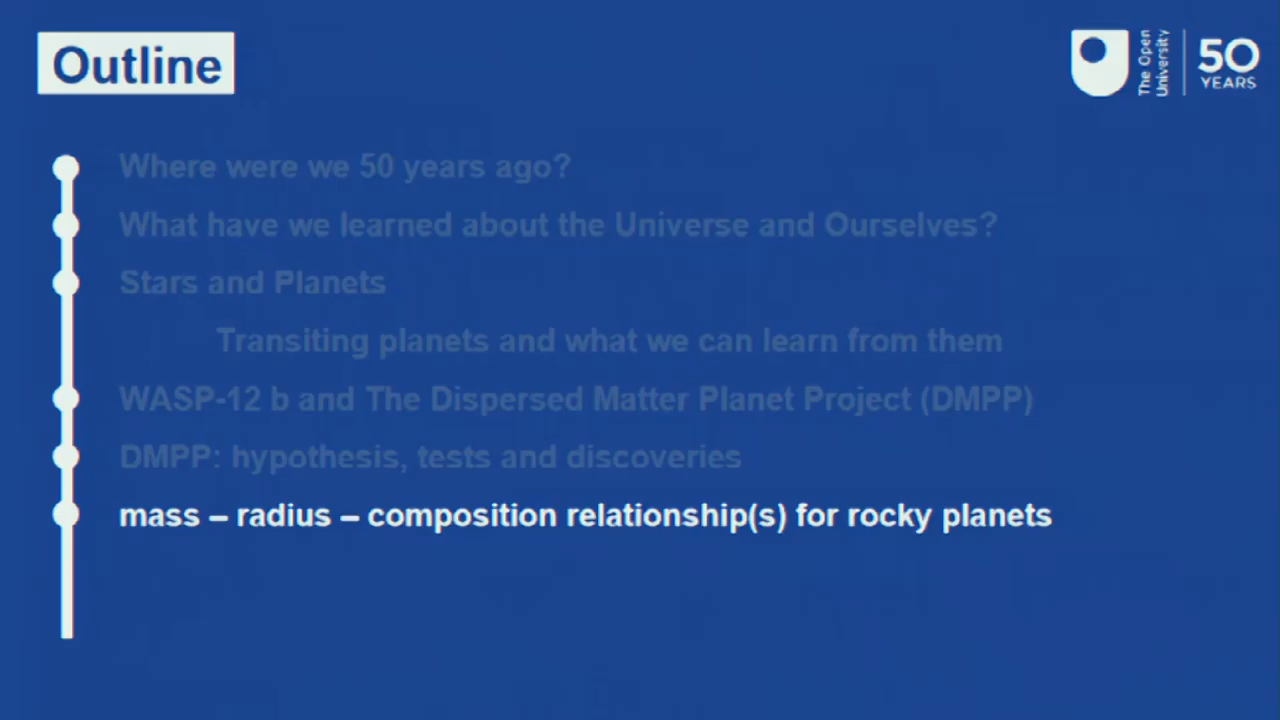 Outline
The Open
University
50
YEARS
Where were we 50 years ago?
What have we learned about the Universe and Ourselves?
Stars and Planets
Transiting planets and what we can learn from them
WASP-12 b and The Dispersed Matter Planet Project (DMPP)
DMPP: hypothesis, tests and discoveries
mass – radius – composition relationship(s) for rocky planets